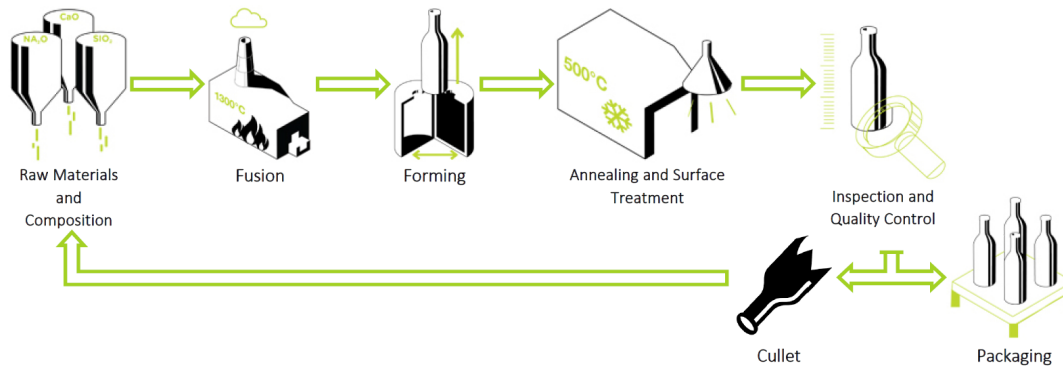 CaO
NA₂O
SIO₂
1300°C
500°C
Raw Materials
and
Composition
Fusion
Forming
Annealing and Surface
Treatment
Inspection and
Quality Control
Cullet
Packaging